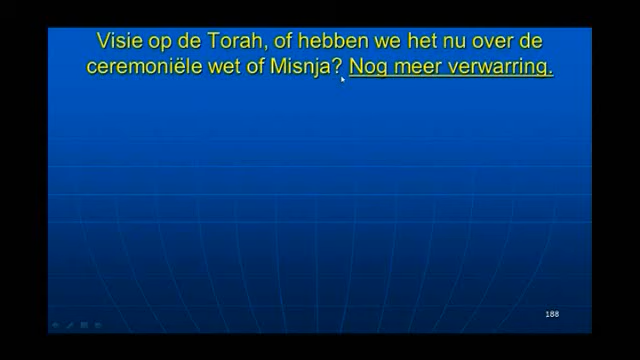 Visie op de Torah, of hebben we het nu over de
ceremoniële wet of Misnja? Nog meer verwarring.
188